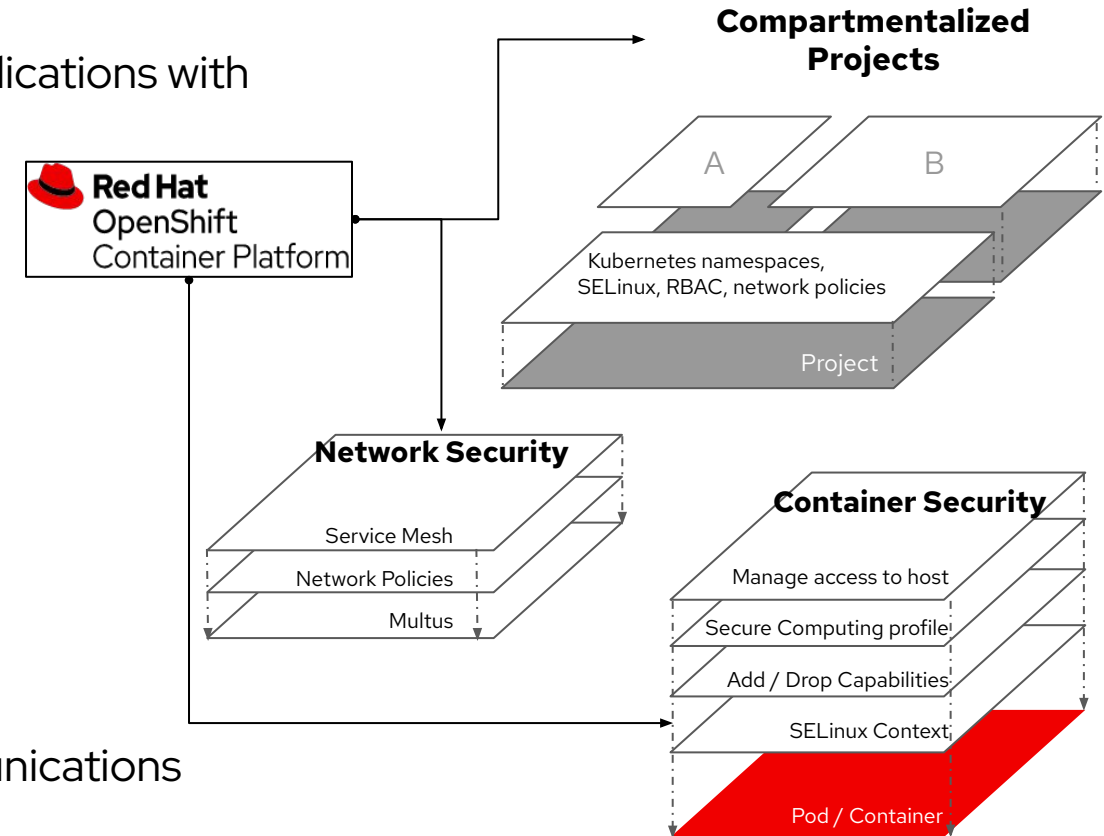 Compartmentalized
Projects
lications with
A
B
Red Hat
OpenShift
Container Platform
Kubernetes namespaces,
SELinux, RBAC, network policies
Project
Network Security
Service Mesh
Network Policies
Multus
Container Security
Manage access to host
Secure Computing profile
Add / Drop Capabilities
SELinux Context
Pod / Container
nications